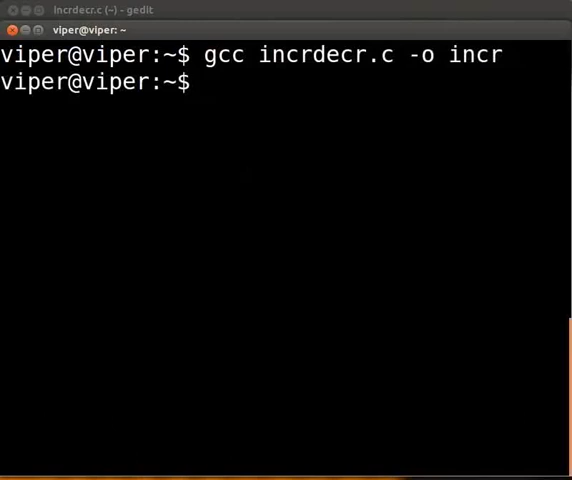 incrdecr.c (~) - gedit
viper@viper: ~
viper@viper:~$ gcc incrdecr.c -o incr
viper@viper:~$